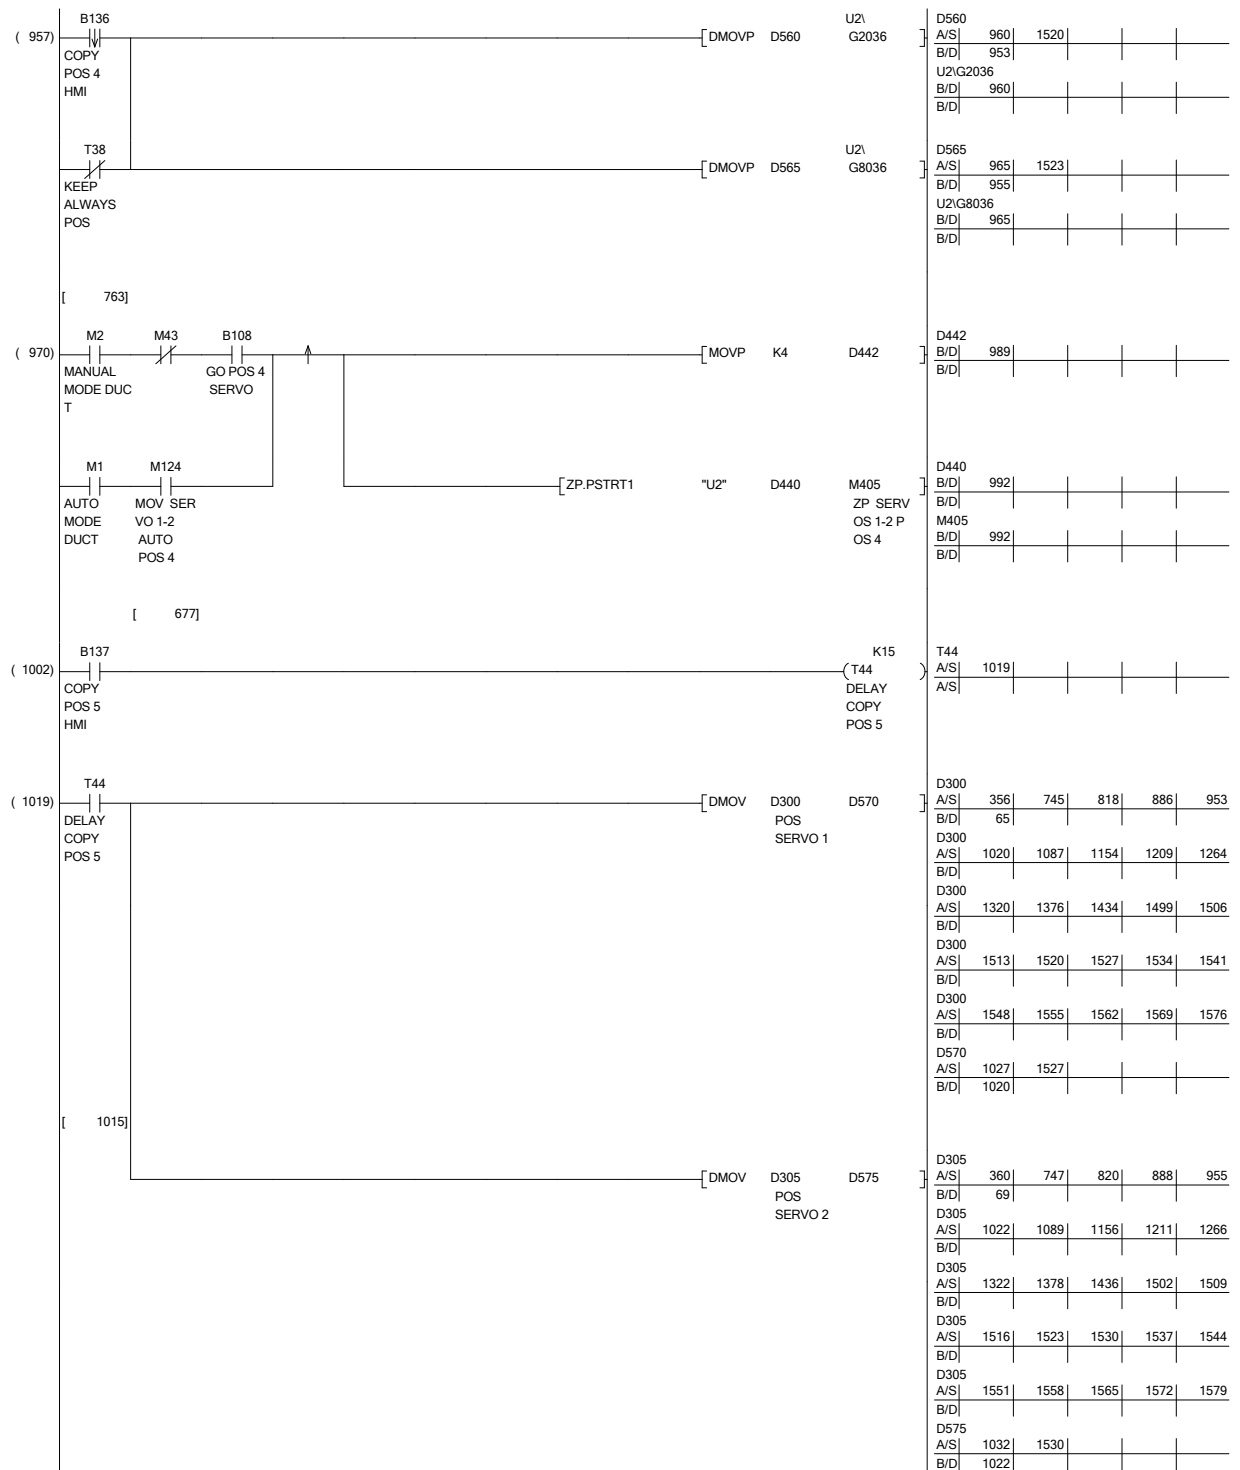 B136 U2\ D560
( 957) [DMOVP D560 G2036 ] A/S 960 1520
COPY B/D 953
POS 4 U2\G2036
HMI B/D 960
B/D
T38 U2\ D565
[DMOVP D565 G8036 ] A/S 965 1523
KEEP B/D 955
ALWAYS U2\G8036
POS B/D 965
B/D
[ 763]
M2 M43 B108 D442
( 970) [MOVP K4 D442 ] B/D 989
MANUAL GO POS 4 B/D
MODE DUC SERVO
T
M1 M124 D440
[ZP.PSTRT1 "U2" D440 M405 ] B/D 992
AUTO MOV SER ZP SERV B/D
MODE VO 1-2 OS 1-2 P M405
DUCT AUTO OS 4 B/D 992
POS 4 B/D
[ 677]
B137 K15 T44
( 1002) (T44 ) A/S 1019
COPY DELAY A/S
POS 5 COPY
HMI POS 5
T44 D300
( 1019) [DMOV D300 D570 ] A/S 356 745 818 886 953
DELAY POS B/D 65
COPY SERVO 1 D300
POS 5 A/S 1020 1087 1154 1209 1264
B/D
D300
A/S 1320 1376 1434 1499 1506
B/D
D300
A/S 1513 1520 1527 1534 1541
B/D
D300
A/S 1548 1555 1562 1569 1576
B/D
D570
A/S 1027 1527
B/D 1020
[ 1015]
D305
[DMOV D305 D575 ] A/S 360 747 820 888 955
POS B/D 69
SERVO 2 D305
A/S 1022 1089 1156 1211 1266
B/D
D305
A/S 1322 1378 1436 1502 1509
B/D
D305
A/S 1516 1523 1530 1537 1544
B/D
D305
A/S 1551 1558 1565 1572 1579
B/D
D575
A/S 1032 1530
B/D 1022